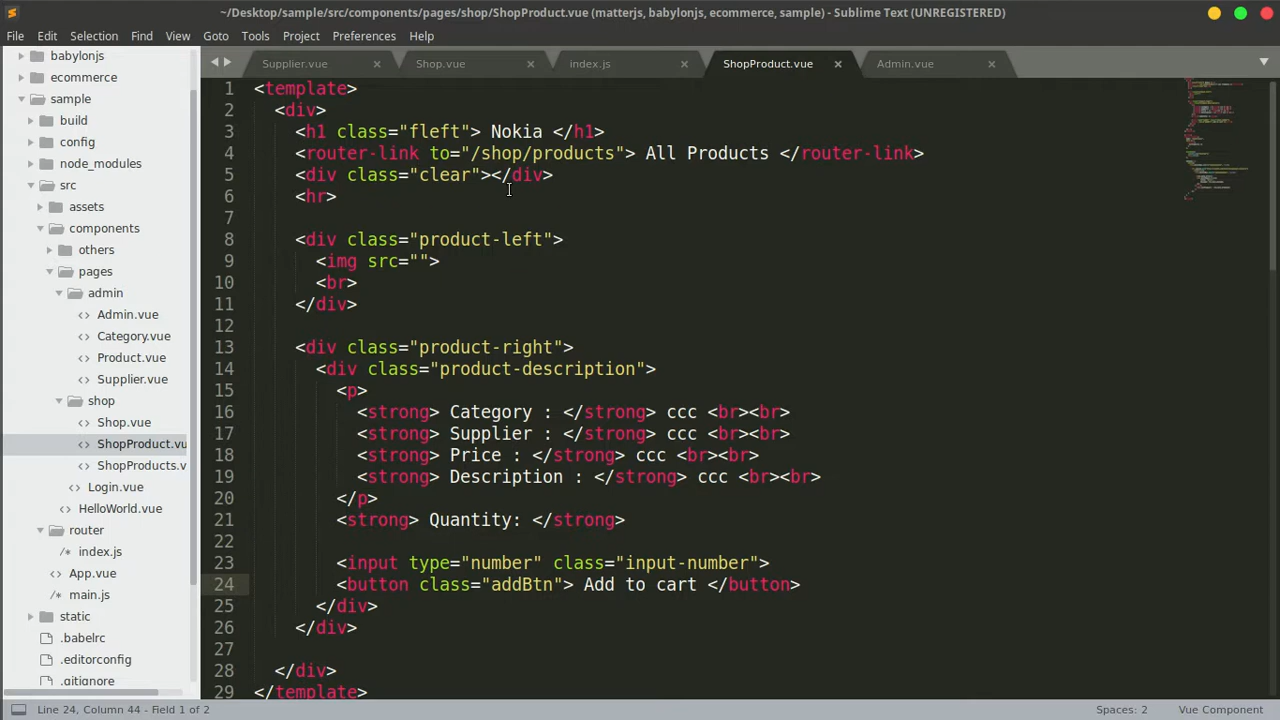 ~/Desktop/sample/src/components/pages/shop/ShopProduct.vue (matterjs, babylonjs, ecommerce, sample) - Sublime Text (UNREGISTERED)
File Edit Selection Find View Goto Tools Project Preferences Help
babylonjs
ecommerce
sample
build
config
node_modules
src
assets
components
others
pages
admin
Admin.vue
Category.vue
Product.vue
Supplier.vue
shop
Shop.vue
ShopProduct.vu
ShopProducts.v
Login.vue
HelloWorld.vue
router
/* index.js
App.vue
/* main.js
static
.babelrc
.editorconfig
.gitignore
Supplier.vue × Shop.vue × index.js × ShopProduct.vue × Admin.vue ×
1 <template>
2 <div>
3 <h1 class="fleft"> Nokia </h1>
4 <router-link to="/shop/products"> All Products </router-link>
5 <div class="clear"></div>
6 <hr>
7
8 <div class="product-left">
9 <img src="">
10 <br>
11 </div>
12
13 <div class="product-right">
14 <div class="product-description">
15 <p>
16 <strong> Category : </strong> ccc <br><br>
17 <strong> Supplier : </strong> ccc <br><br>
18 <strong> Price : </strong> ccc <br><br>
19 <strong> Description : </strong> ccc <br><br>
20 </p>
21 <strong> Quantity: </strong>
22
23 <input type="number" class="input-number">
24 <button class="addBtn"> Add to cart </button>
25 </div>
26 </div>
27
28 </div>
29 </template>
Line 24, Column 44 - Field 1 of 2
Spaces: 2
Vue Component